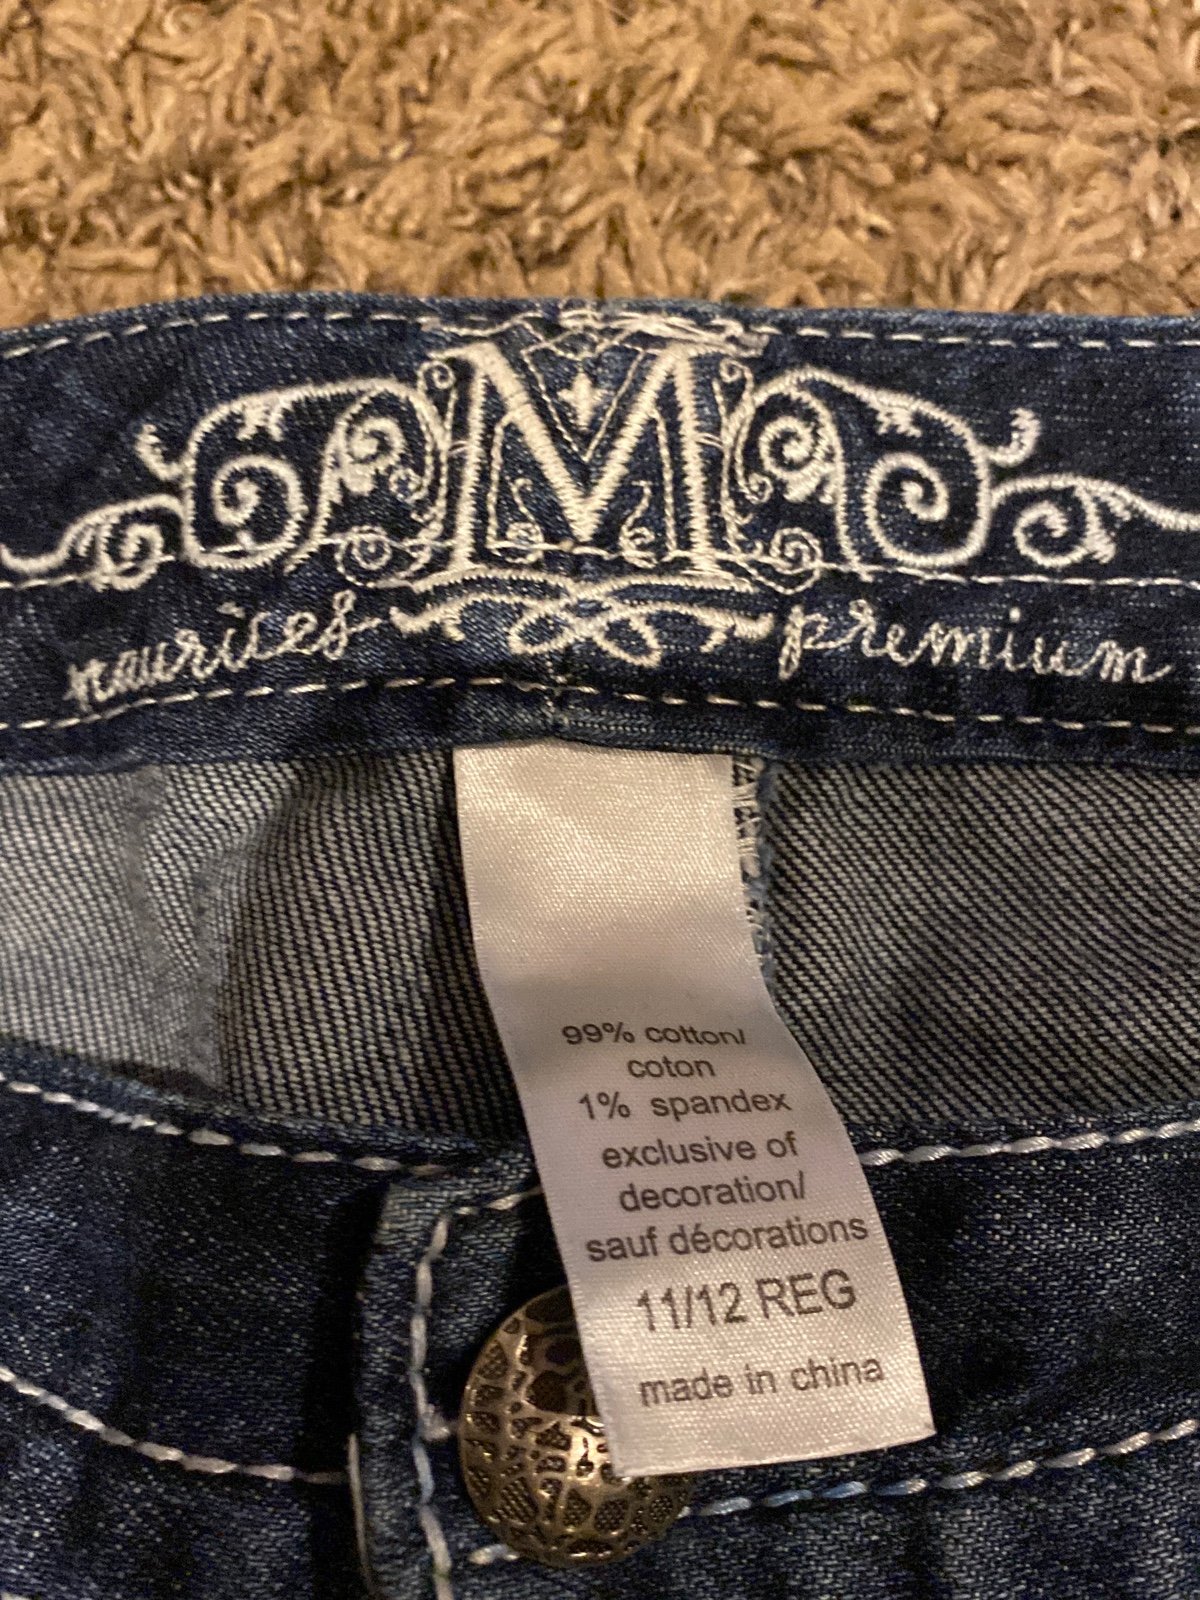 M
maurices premium
99% cotton/
coton
1% spandex
exclusive of
decoration/
sauf décorations
11/12 REG
made in china